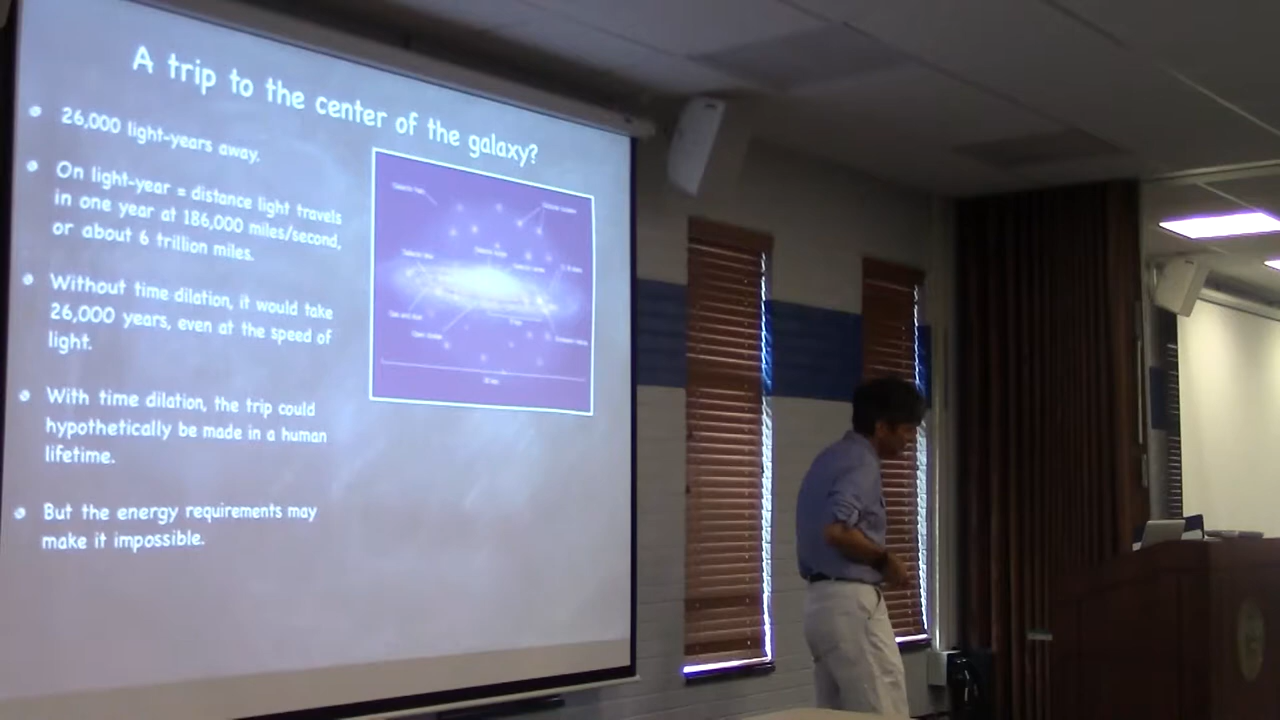 A trip to the center of the galaxy?
26,000 light-years away.
On light-year = distance light travels
in one year at 186,000 miles/second,
or about 6 trillion miles.
Without time dilation, it would take
26,000 years, even at the speed of
light.
With time dilation, the trip could
hypothetically be made in a human
lifetime.
But the energy requirements may
make it impossible.